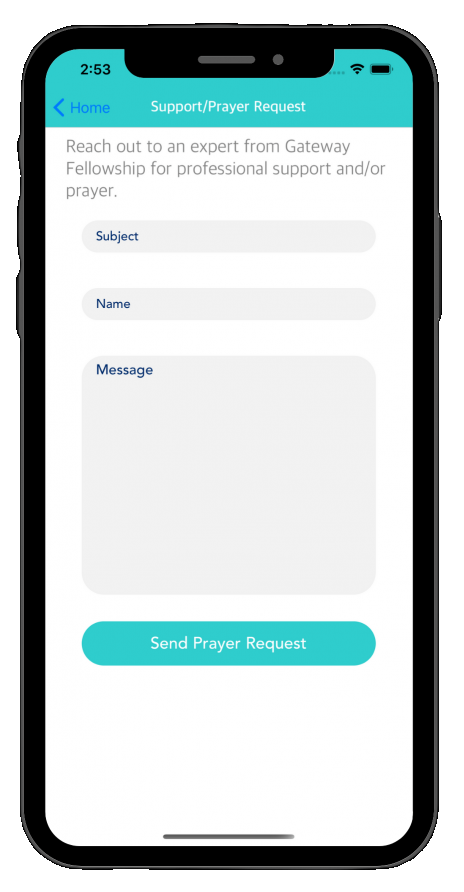 2:53
Home
Support/Prayer Request
Reach out to an expert from Gateway
Fellowship for professional support and/or
prayer.
Subject
Name
Message
Send Prayer Request